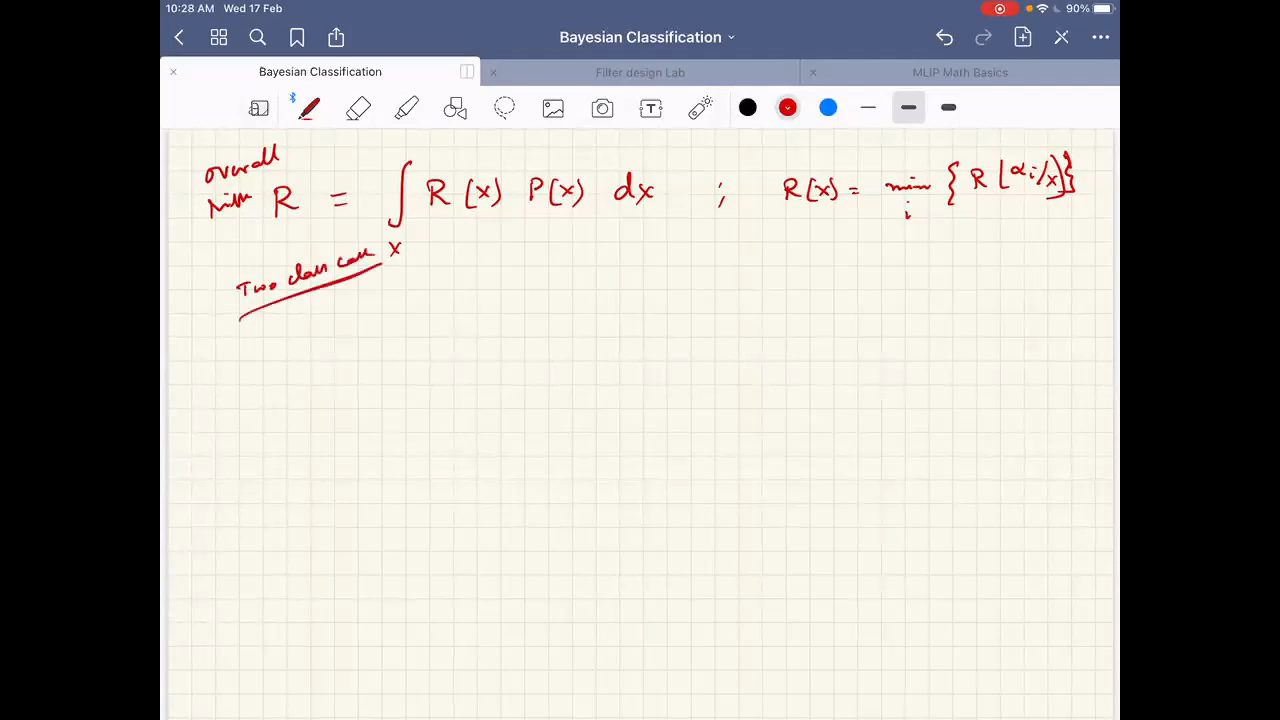 10:28 AM Wed 17 Feb 90%
Bayesian Classification
Bayesian Classification Filter design Lab MLIP Math Basics
overall
R = ∫ R(x) P(x) dx ; R(x) = min { R(αi/x) }
x i
Two class case